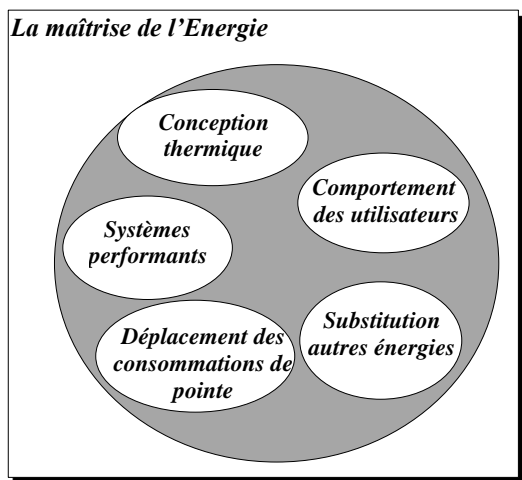 La maîtrise de l’Energie
Conception
thermique
Comportement
des utilisateurs
Systèmes
performants
Déplacement des
consommations de
pointe
Substitution
autres énergies